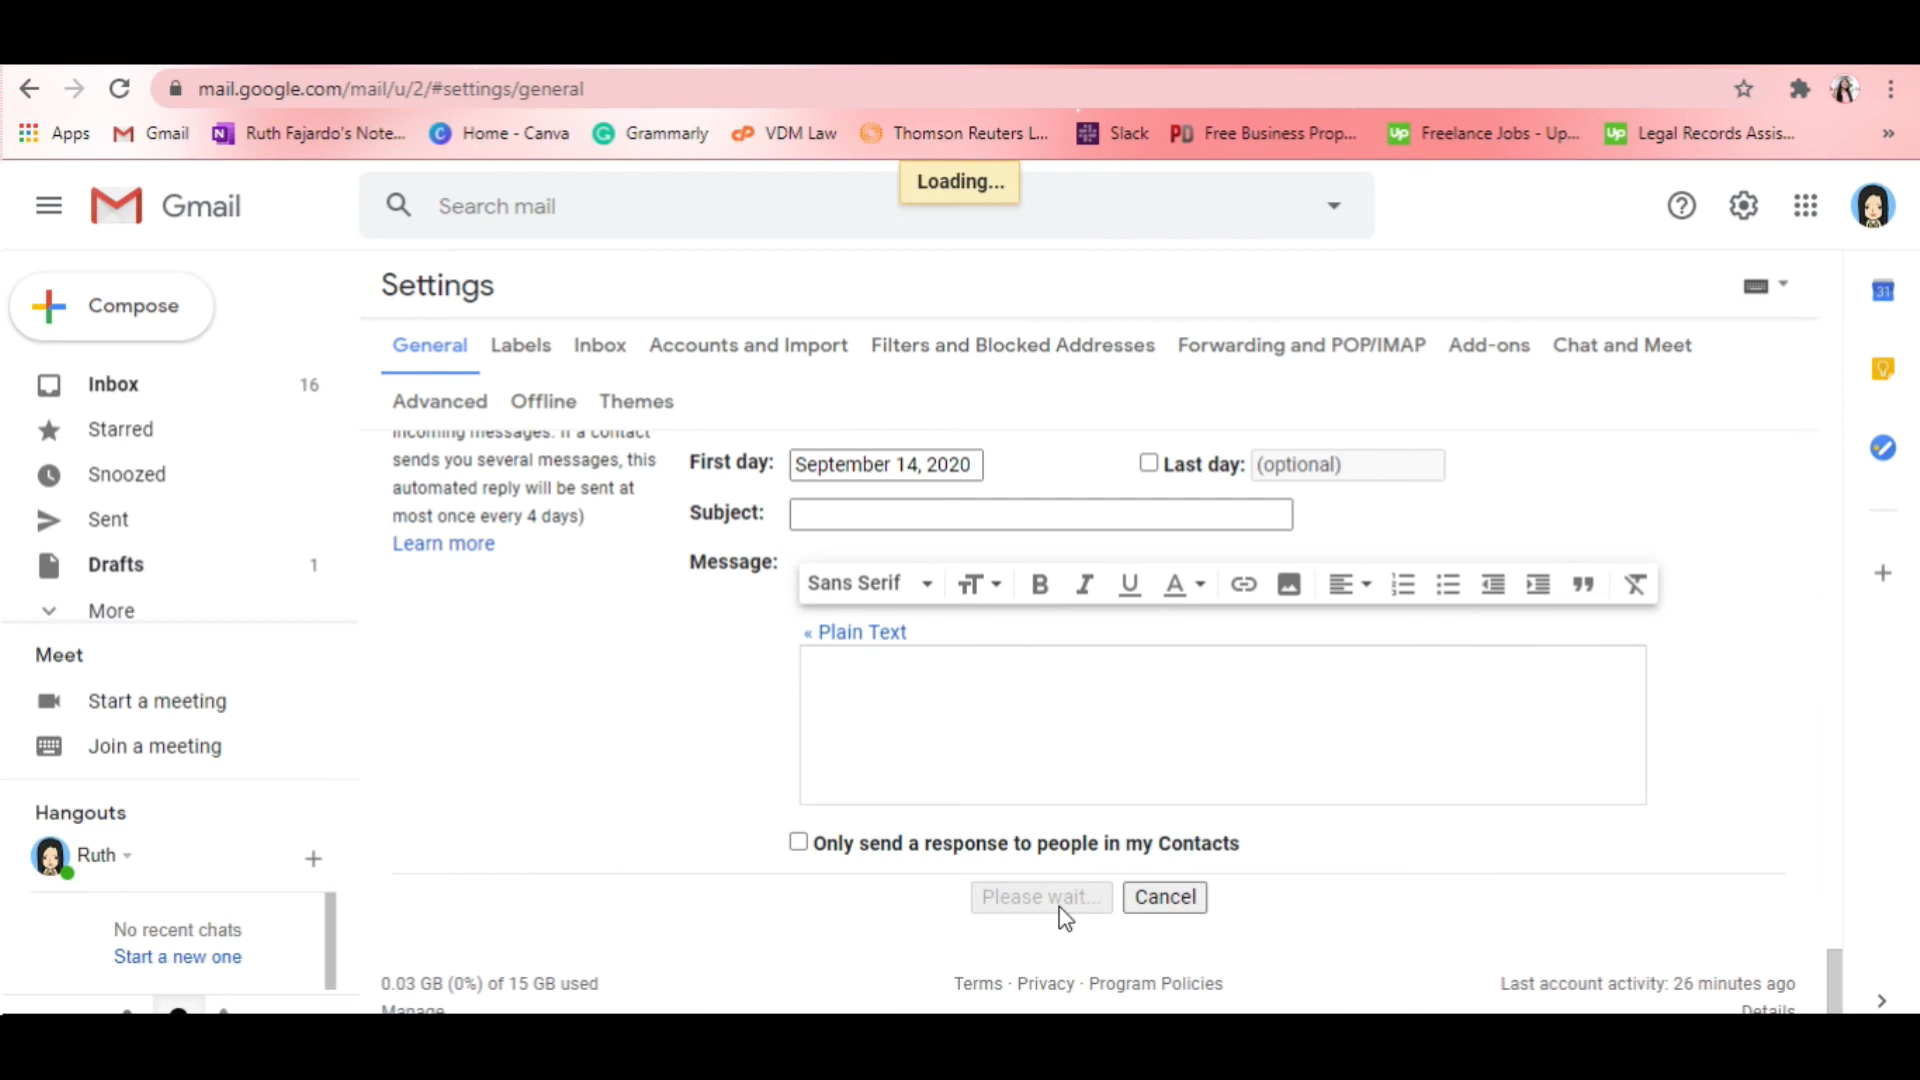 mail.google.com/mail/u/2/#settings/general
Apps Gmail Ruth Fajardo's Note... Home - Canva Grammarly VDM Law Thomson Reuters L... Slack Free Business Prop... Freelance Jobs - Up... Legal Records Assis... »
Loading...
Gmail Search mail
Settings
Compose
General Labels Inbox Accounts and Import Filters and Blocked Addresses Forwarding and POP/IMAP Add-ons Chat and Meet
Advanced Offline Themes
Inbox 16
Starred
Snoozed
Sent
Drafts 1
More
Meet
Start a meeting
Join a meeting
Hangouts
Ruth
No recent chats
Start a new one
incoming messages. If a contact
sends you several messages, this
automated reply will be sent at
most once every 4 days)
Learn more
First day: September 14, 2020 Last day: (optional)
Subject:
Message:
Sans Serif
« Plain Text
Only send a response to people in my Contacts
Please wait... Cancel
0.03 GB (0%) of 15 GB used
Manage
Terms · Privacy · Program Policies
Last account activity: 26 minutes ago
Details